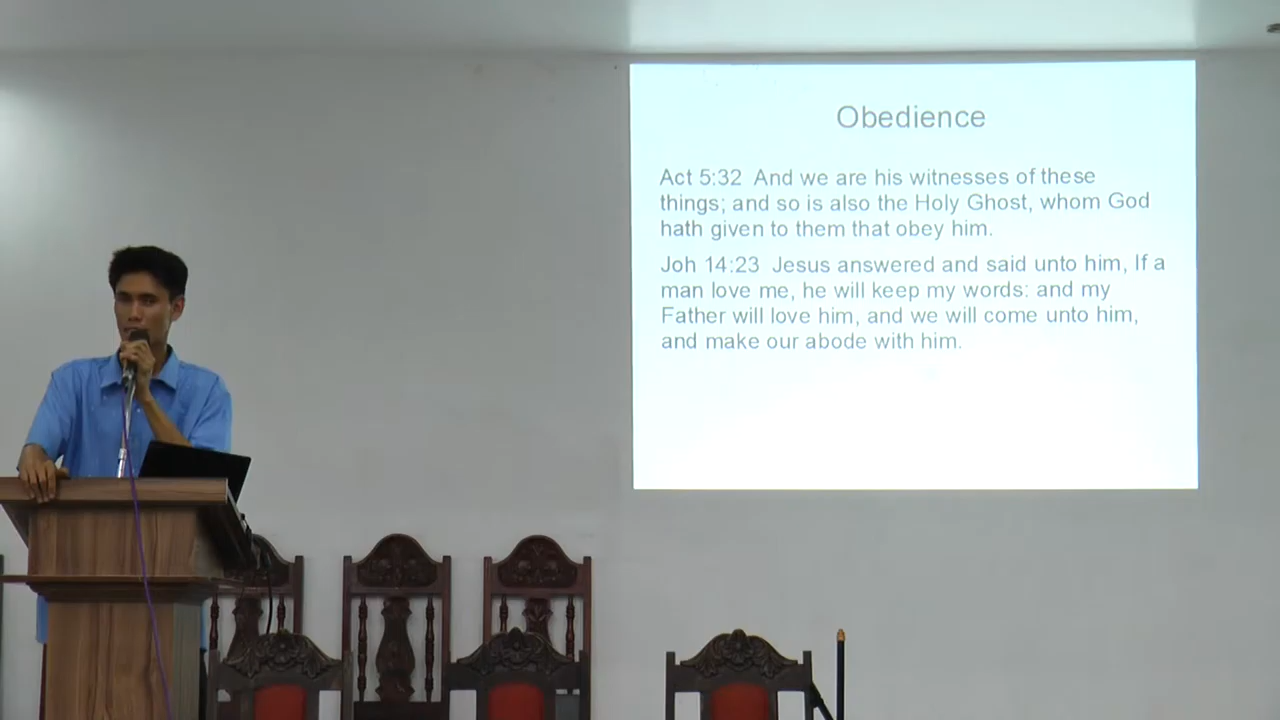 Obedience
Act 5:32 And we are his witnesses of these
things; and so is also the Holy Ghost, whom God
hath given to them that obey him.
Joh 14:23 Jesus answered and said unto him, If a
man love me, he will keep my words: and my
Father will love him, and we will come unto him,
and make our abode with him.